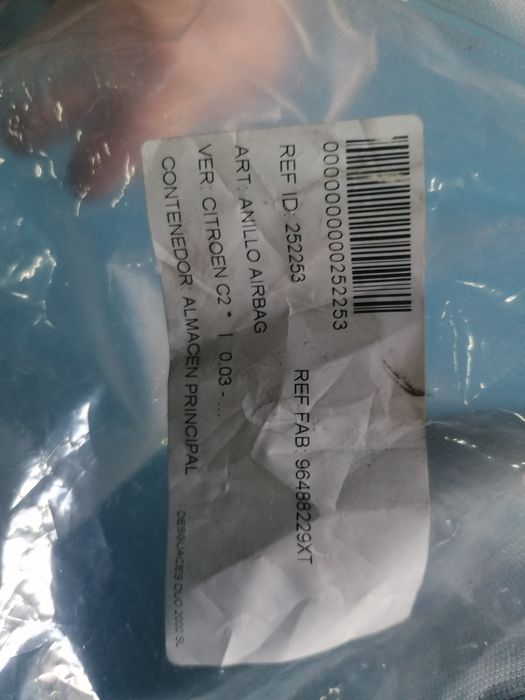 0000000000252253
REF ID: 252253 REF FAB: 96488229XT
ART: ANILLO AIRBAG
VER: CITROEN C2 * | 0.03 - ...
CONTENEDOR: ALMACEN PRINCIPAL
DESGUACES DUO 2000 SL